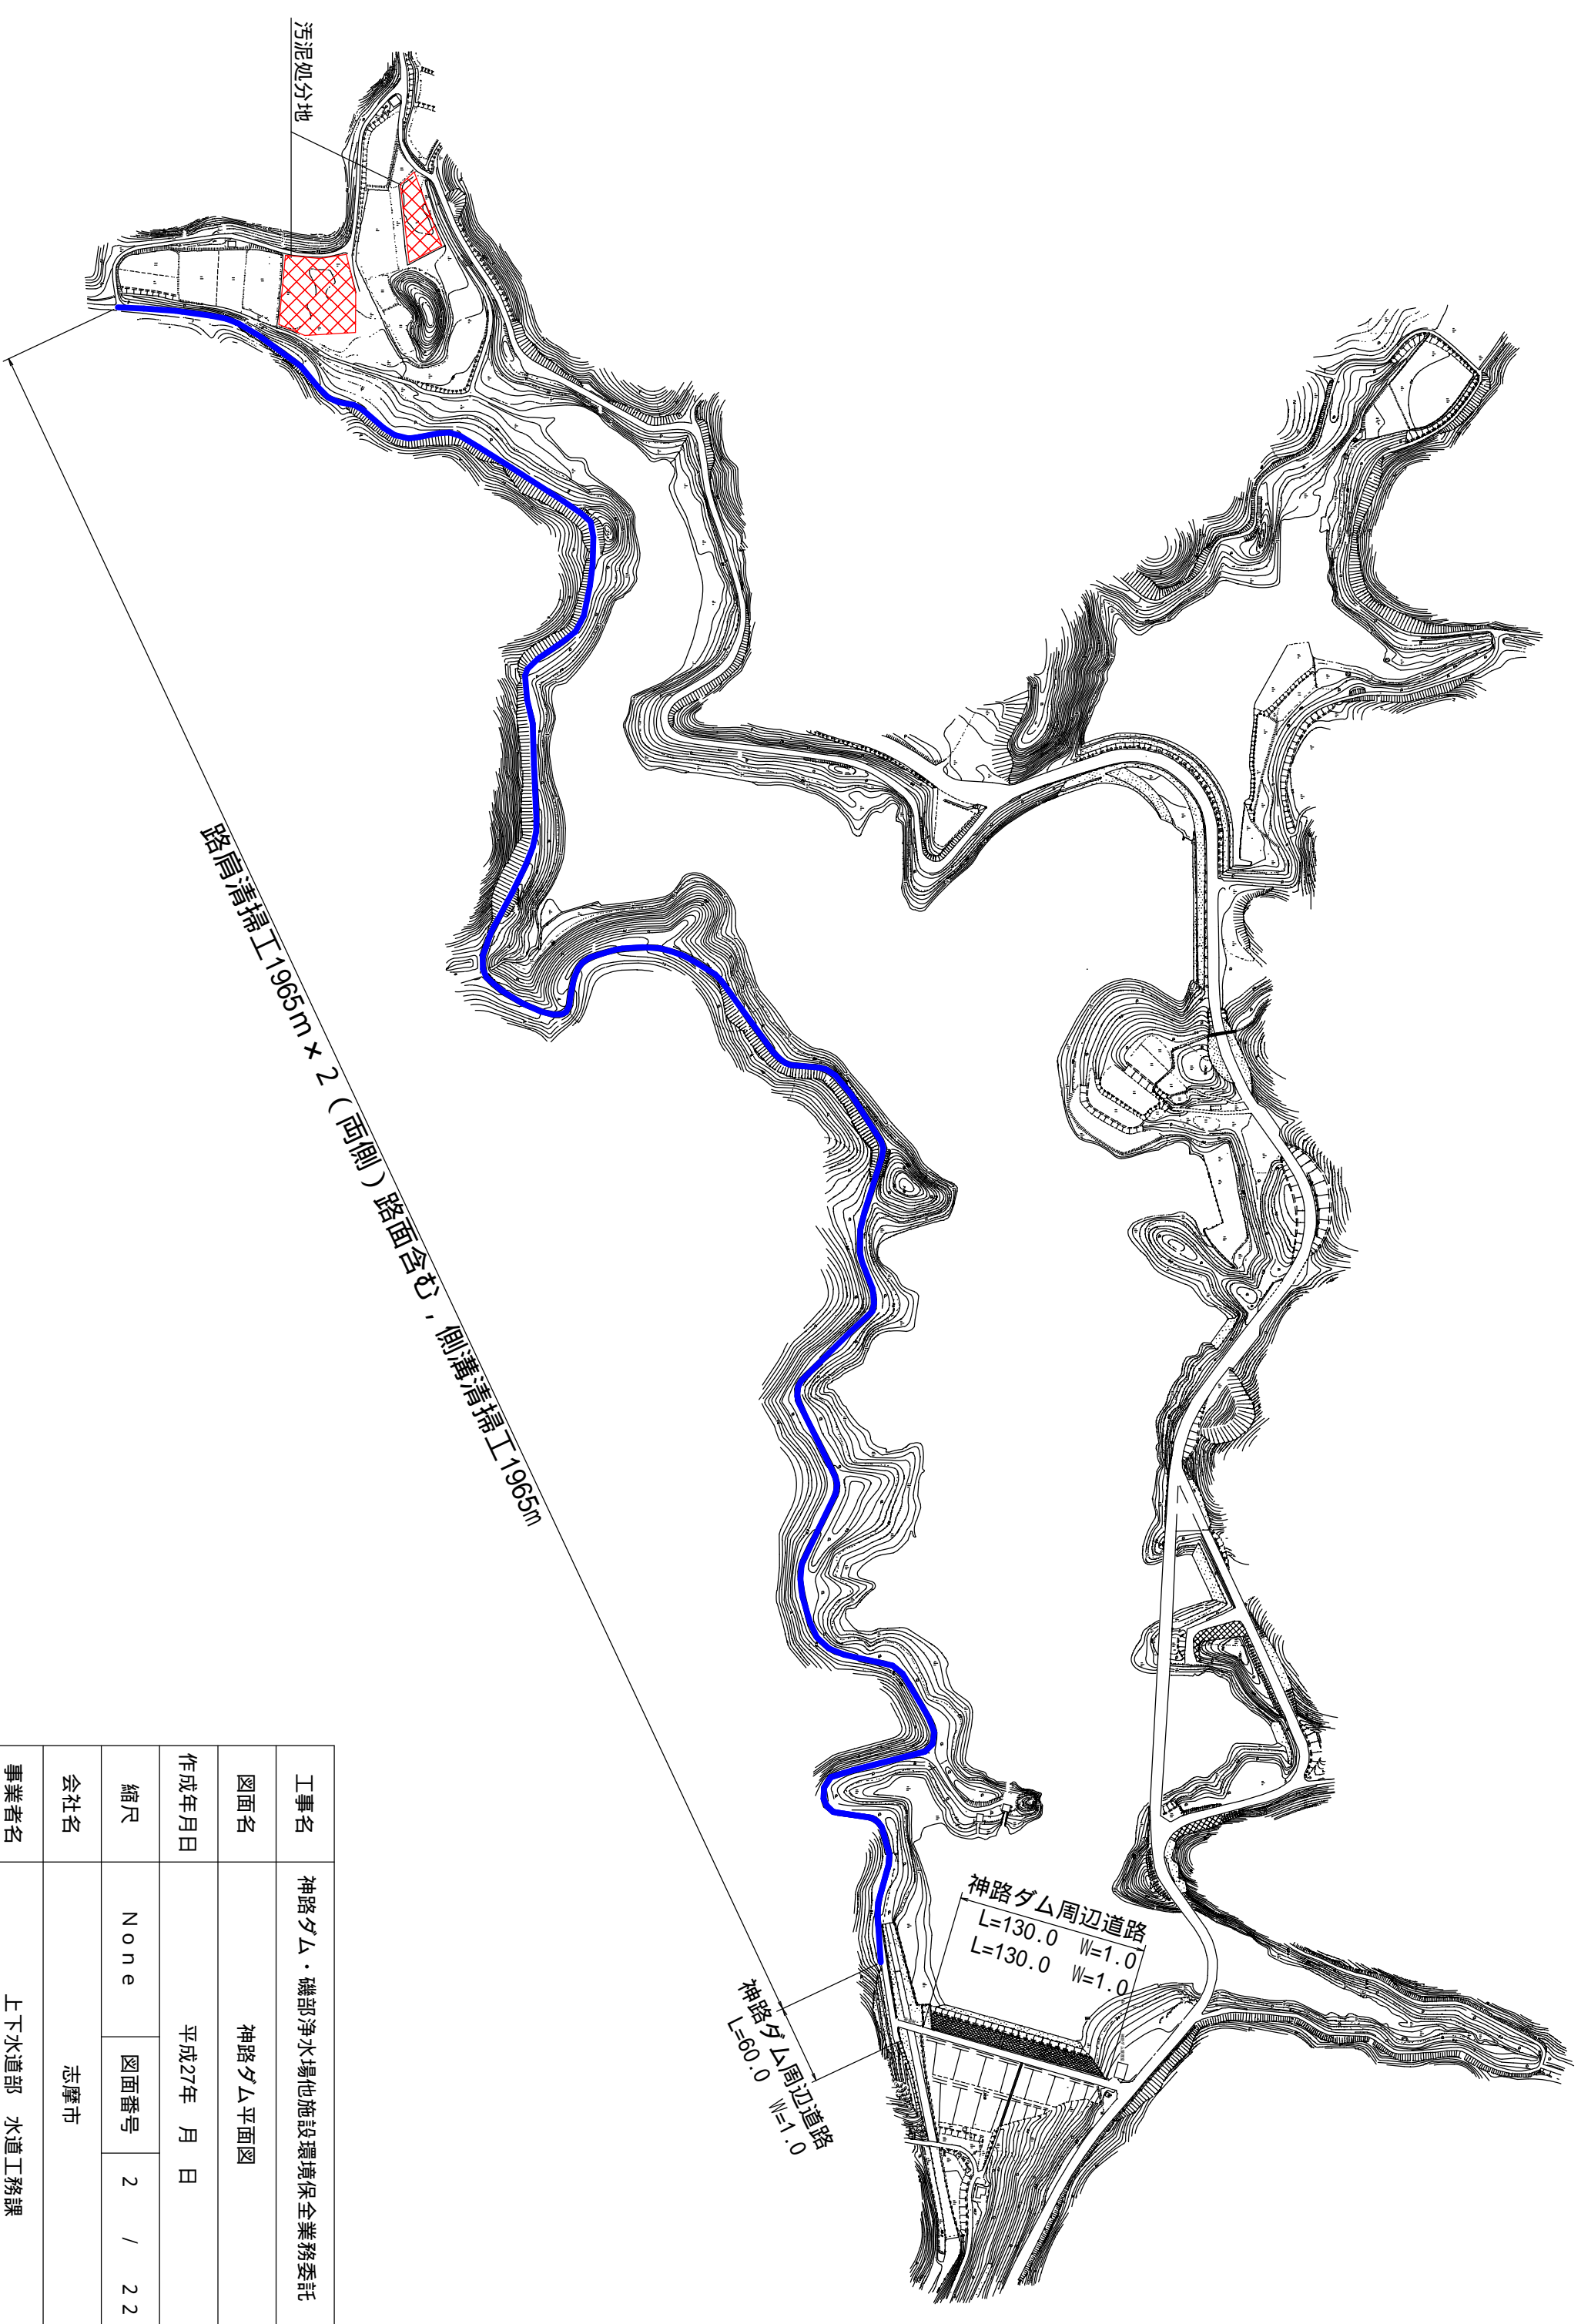 汚泥処分地
路肩清掃工1965m×2（両側）路面含む，側溝清掃工1965m
神路ダム周辺道路
L=130.0 W=1.0
L=130.0 W=1.0
神路ダム周辺道路
L=60.0 W=1.0
工事名 神路ダム・磯部浄水場他施設環境保全業務委託
図面名 神路ダム平面図
作成年月日 平成27年 月 日
縮尺 None 図面番号 2 / 22
会社名 志摩市
事業者名 上下水道部 水道工務課